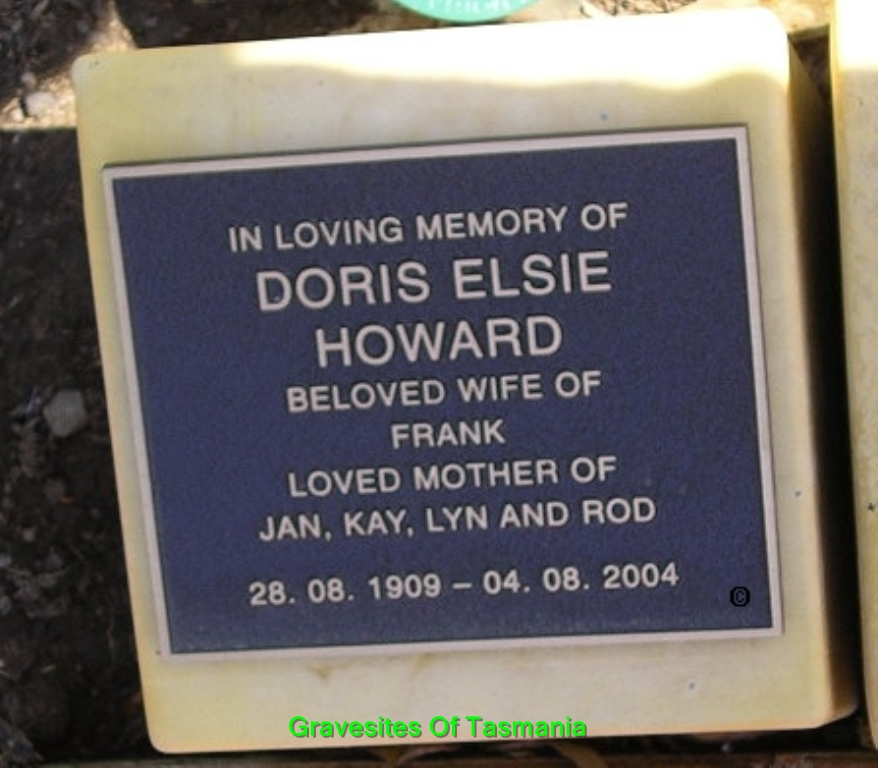 IN LOVING MEMORY OF
DORIS ELSIE
HOWARD
BELOVED WIFE OF
FRANK
LOVED MOTHER OF
JAN, KAY, LYN AND ROD
28. 08. 1909 – 04. 08. 2004
©
Gravesites Of Tasmania